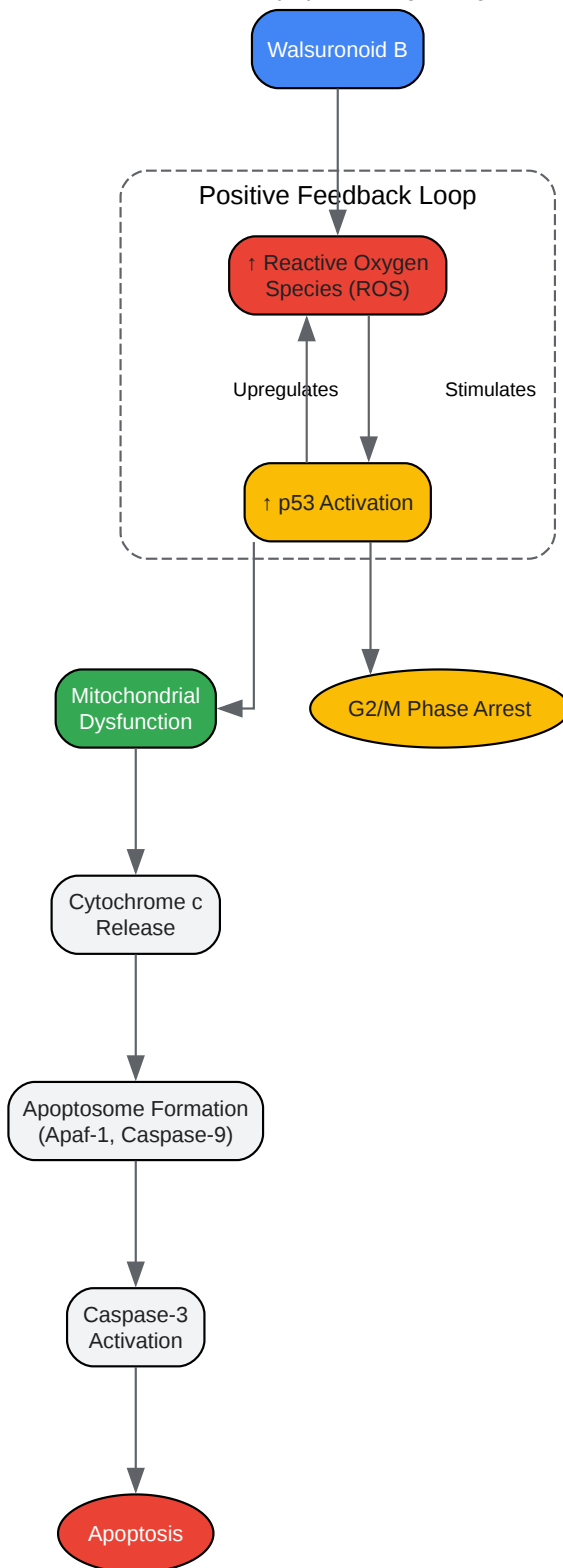 Walsuronoid B
Positive Feedback Loop
↑ Reactive Oxygen
Species (ROS)
Upregulates
Stimulates
↑ p53 Activation
Mitochondrial
Dysfunction
G2/M Phase Arrest
Cytochrome c
Release
Apoptosome Formation
(Apaf-1, Caspase-9)
Caspase-3
Activation
Apoptosis